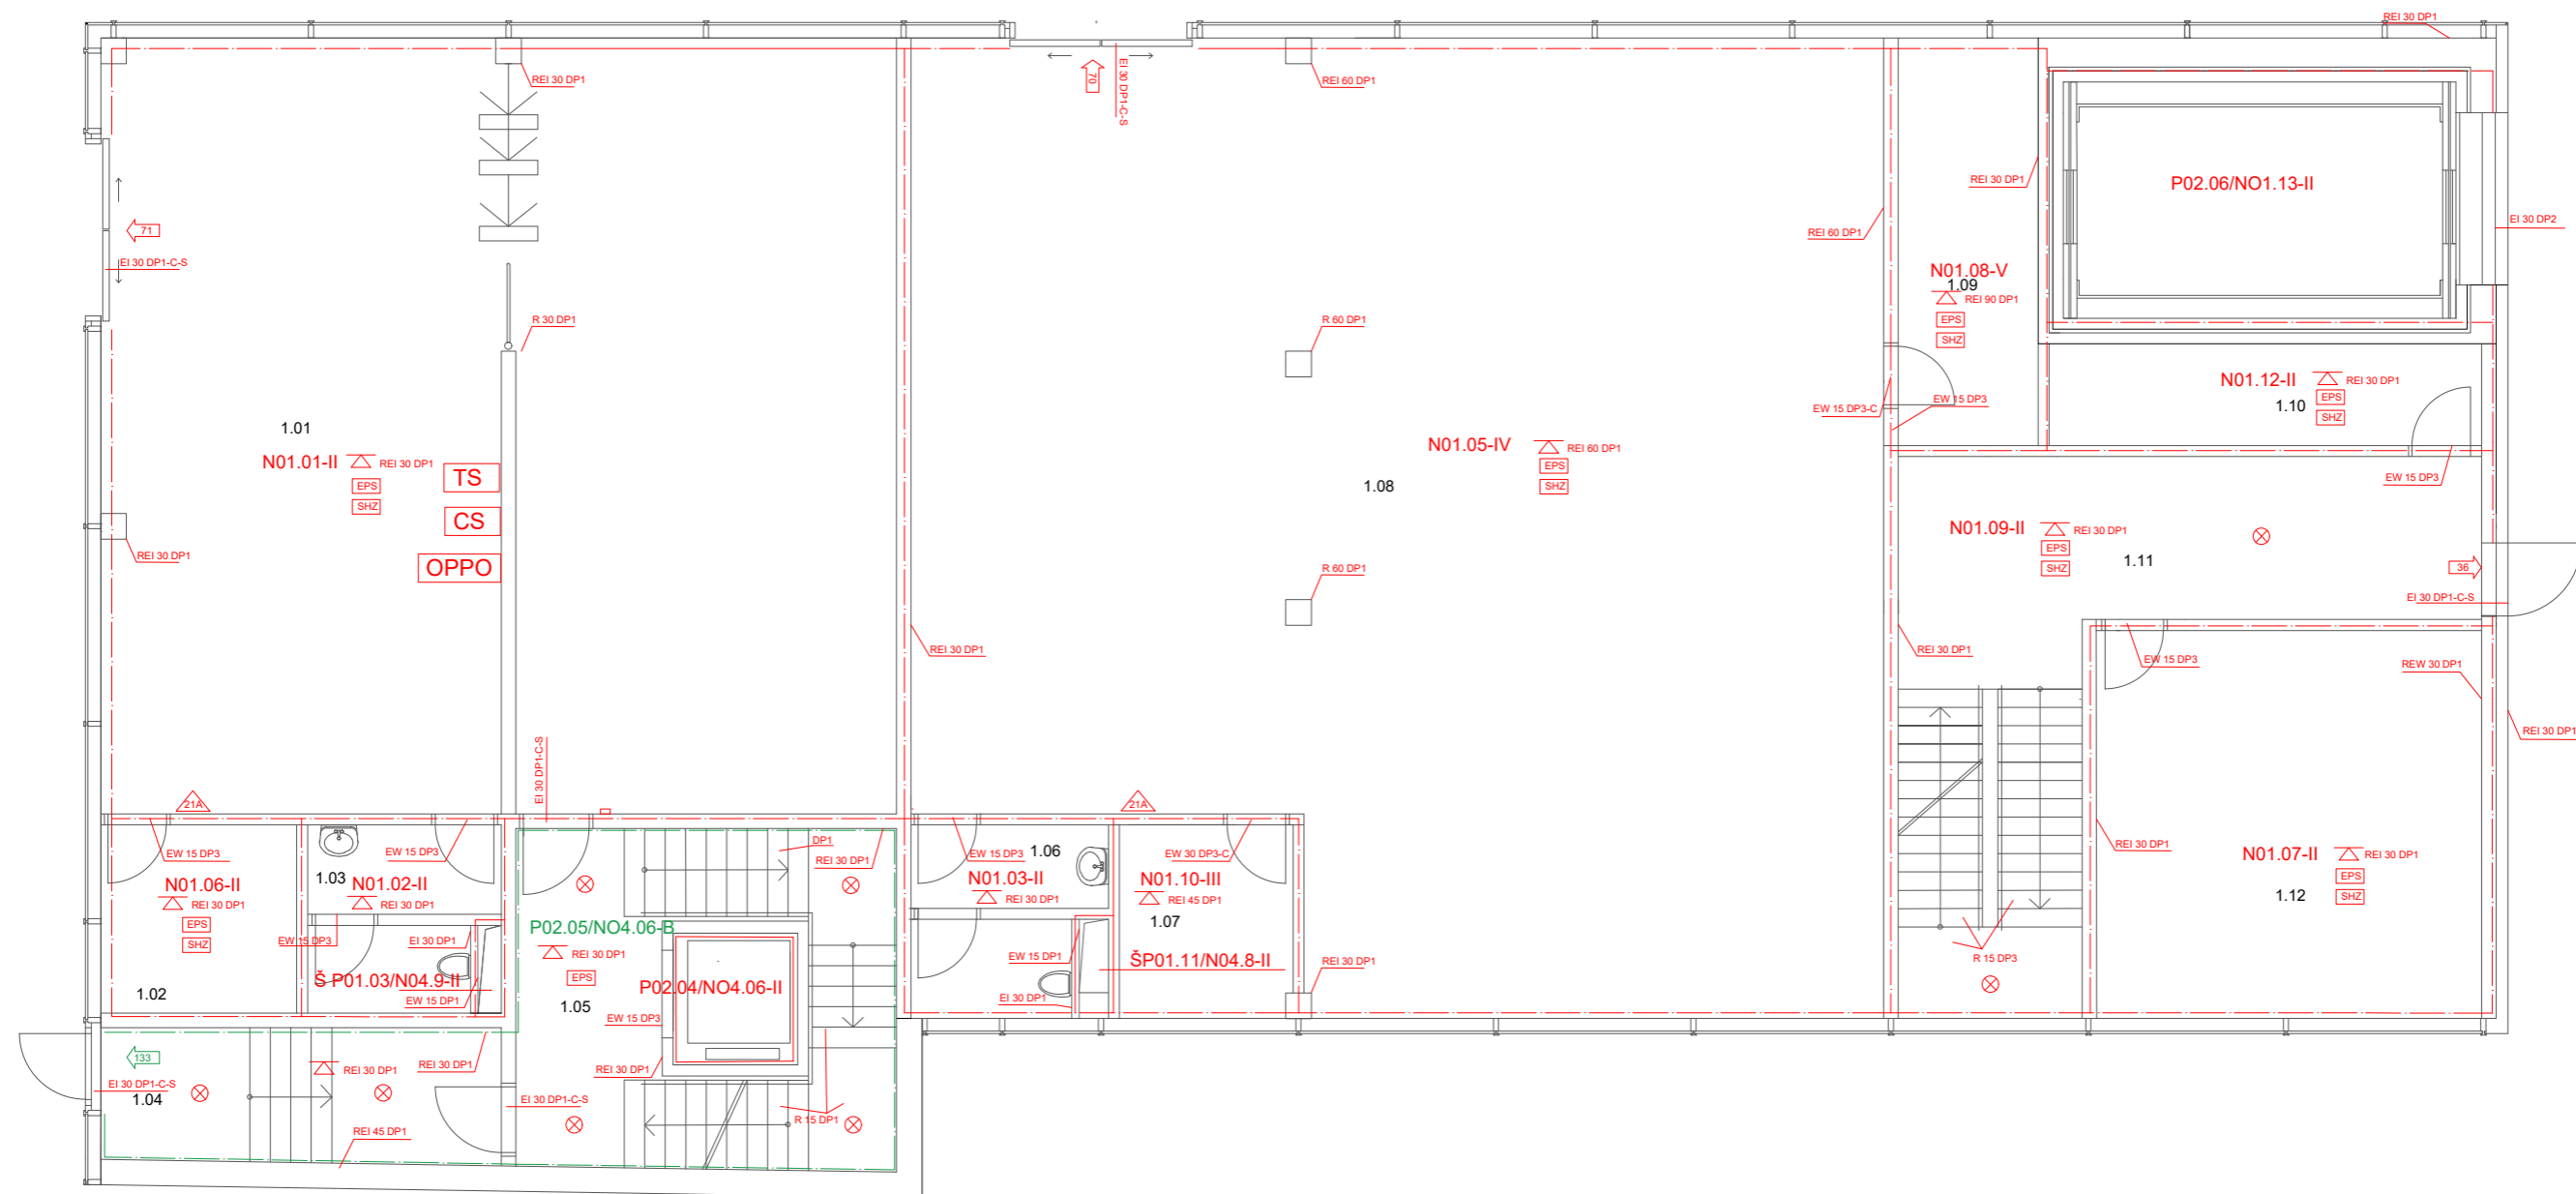 REI 30 DP1
REI 30 DP1
EI 30 DP1-C-S
70
REI 60 DP1
REI 30 DP1
P02.06/NO1.13-II
EI 30 DP2
71
EI 30 DP1-C-S
REI 60 DP1
N01.08-V
1.09
REI 90 DP1
EPS
SHZ
R 30 DP1
R 60 DP1
N01.12-II
REI 30 DP1
EPS
1.10
SHZ
EW 15 DP3-C
EW 15 DP3
1.01
N01.01-II
REI 30 DP1
EPS
SHZ
TS
CS
OPPO
N01.05-IV
REI 60 DP1
EPS
SHZ
1.08
EW 15 DP3
REI 30 DP1
N01.09-II
REI 30 DP1
EPS
SHZ
1.11
R 60 DP1
36
EI 30 DP1-C-S
REI 30 DP1
REI 30 DP1
EW 15 DP3
REW 30 DP1
REI 30 DP1
EI 30 DP1-C-S
21A
21A
EW 15 DP3
EW 15 DP3
DP1
REI 30 DP1
EW 15 DP3
1.06
EW 30 DP3-C
REI 30 DP1
N01.07-II
REI 30 DP1
EPS
SHZ
1.12
1.03
N01.06-II
REI 30 DP1
EPS
SHZ
N01.02-II
REI 30 DP1
N01.03-II
REI 30 DP1
N01.10-III
REI 45 DP1
1.07
P02.05/NO4.06-B
REI 30 DP1
EPS
1.05
EW 15 DP3
EI 30 DP1
Š P01.03/N04.9-II
EW 15 DP1
1.02
P02.04/NO4.06-II
EW 15 DP3
EW 15 DP1
ŠP01.11/N04.8-II
REI 30 DP1
EI 30 DP1
R 15 DP3
133
REI 30 DP1
REI 30 DP1
REI 30 DP1
EI 30 DP1-C-S
1.04
EI 30 DP1-C-S
R 15 DP1
REI 45 DP1